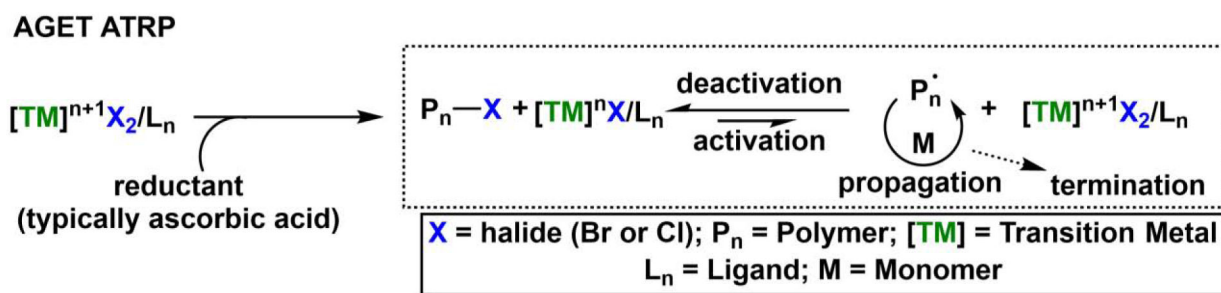 AGET ATRP
[TM]ⁿ⁺¹X₂/Lₙ
reductant
(typically ascorbic acid)
Pₙ—X + [TM]ⁿX/Lₙ
deactivation
activation
Pₙ•
M
propagation
+ [TM]ⁿ⁺¹X₂/Lₙ
termination
X = halide (Br or Cl); Pₙ = Polymer; [TM] = Transition Metal
Lₙ = Ligand; M = Monomer